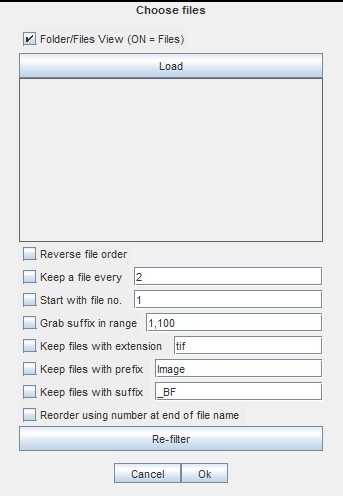 Choose files
Folder/Files View (ON = Files)
Load
Reverse file order
Keep a file every 2
Start with file no. 1
Grab suffix in range 1,100
Keep files with extension tif
Keep files with prefix Image
Keep files with suffix _BF
Reorder using number at end of file name
Re-filter
Cancel Ok